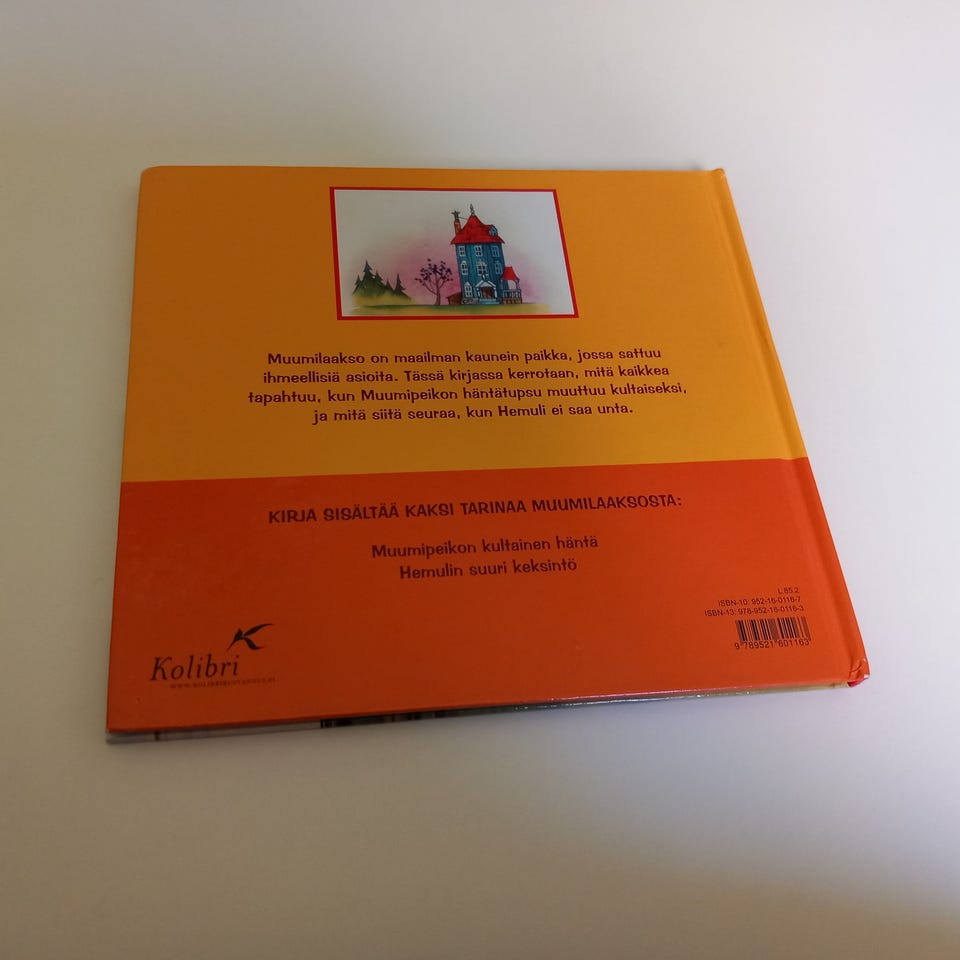 Muumilaakso on maailman kaunein paikka, jossa sattuu
ihmeellisiä asioita. Tässä kirjassa kerrotaan, mitä kaikkea
tapahtuu, kun Muumipeikon häntätupsu muuttuu kultaiseksi,
ja mitä siitä seuraa, kun Hemuli ei saa unta.
KIRJA SISÄLTÄÄ KAKSI TARINAA MUUMILAAKSOSTA:
Muumipeikon kultainen häntä
Hemulin suuri keksintö
L 85.2
ISBN-10: 952-16-0116-7
ISBN-13: 978-952-16-0116-3
9 789521 601163
Kolibri
WWW.KOLIBRIKUSTANNUS.FI